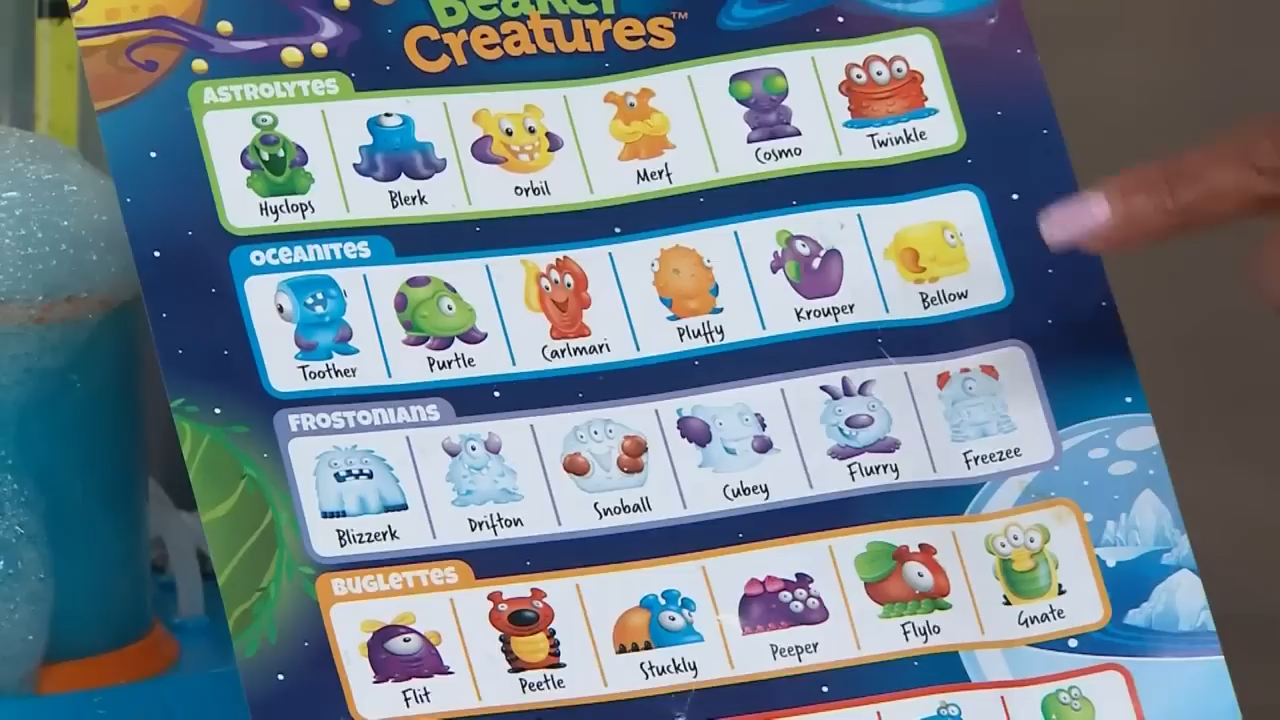 Beaker
Creatures™
ASTROLYTES
Hyclops Blerk Orbil Merf Cosmo Twinkle
OCEANITES
Toother Purtle Carlmari Pluffy Krouper Bellow
FROSTONIANS
Blizzerk Drifton Snoball Cubey Flurry Freezee
BUGLETTES
Flit Peetle Stuckly Peeper Flylo Gnate